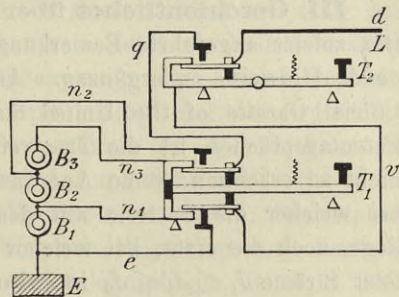 q d
n₂ T₂
B₃ n₃
B₂ T₁ v
B₁ n₁
e
E